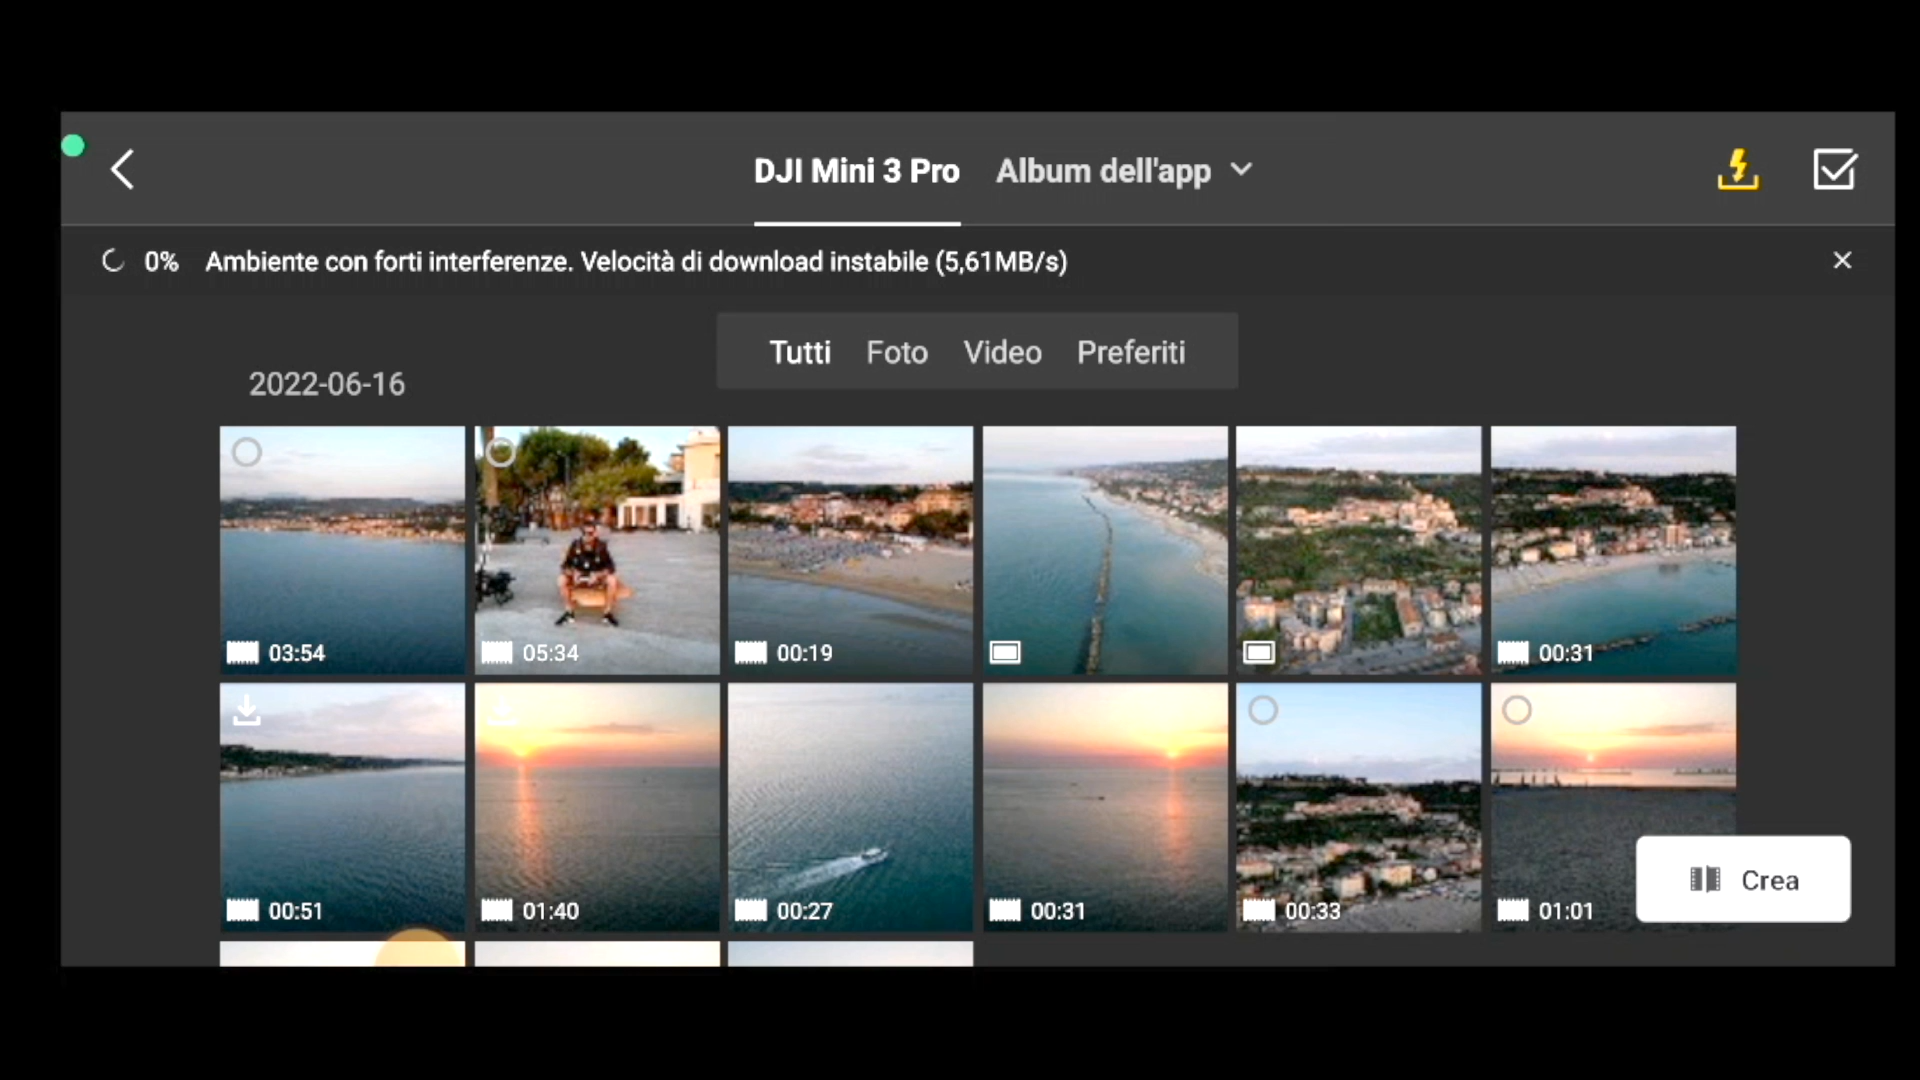 DJI Mini 3 Pro Album dell'app
0% Ambiente con forti interferenze. Velocità di download instabile (5,61MB/s)
Tutti Foto Video Preferiti
2022-06-16
03:54 05:34 00:19 00:31
00:51 01:40 00:27 00:31 00:33 01:01
Crea